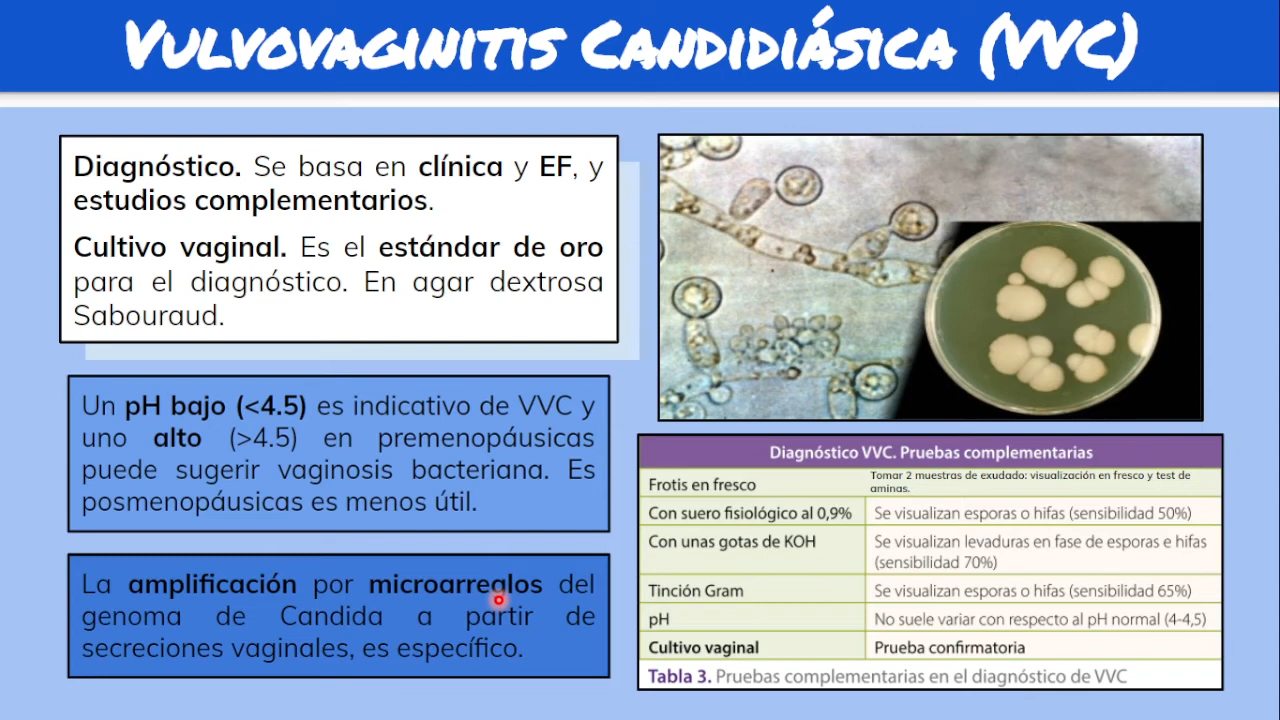 VULVOVAGINITIS CANDIDIÁSICA (VVC)
Diagnóstico. Se basa en clínica y EF, y
estudios complementarios.
Cultivo vaginal. Es el estándar de oro
para el diagnóstico. En agar dextrosa
Sabouraud.
Un pH bajo (<4.5) es indicativo de VVC y
uno alto (>4.5) en premenopáusicas
puede sugerir vaginosis bacteriana. Es
posmenopáusicas es menos útil.
La amplificación por microarreglos del
genoma de Candida a partir de
secreciones vaginales, es específico.
Diagnóstico VVC. Pruebas complementarias
Frotis en fresco
Tomar 2 muestras de exudado: visualización en fresco y test de
aminas.
Con suero fisiológico al 0,9%
Se visualizan esporas o hifas (sensibilidad 50%)
Con unas gotas de KOH
Se visualizan levaduras en fase de esporas e hifas
(sensibilidad 70%)
Tinción Gram
Se visualizan esporas o hifas (sensibilidad 65%)
pH
No suele variar con respecto al pH normal (4-4,5)
Cultivo vaginal
Prueba confirmatoria
Tabla 3. Pruebas complementarias en el diagnóstico de VVC